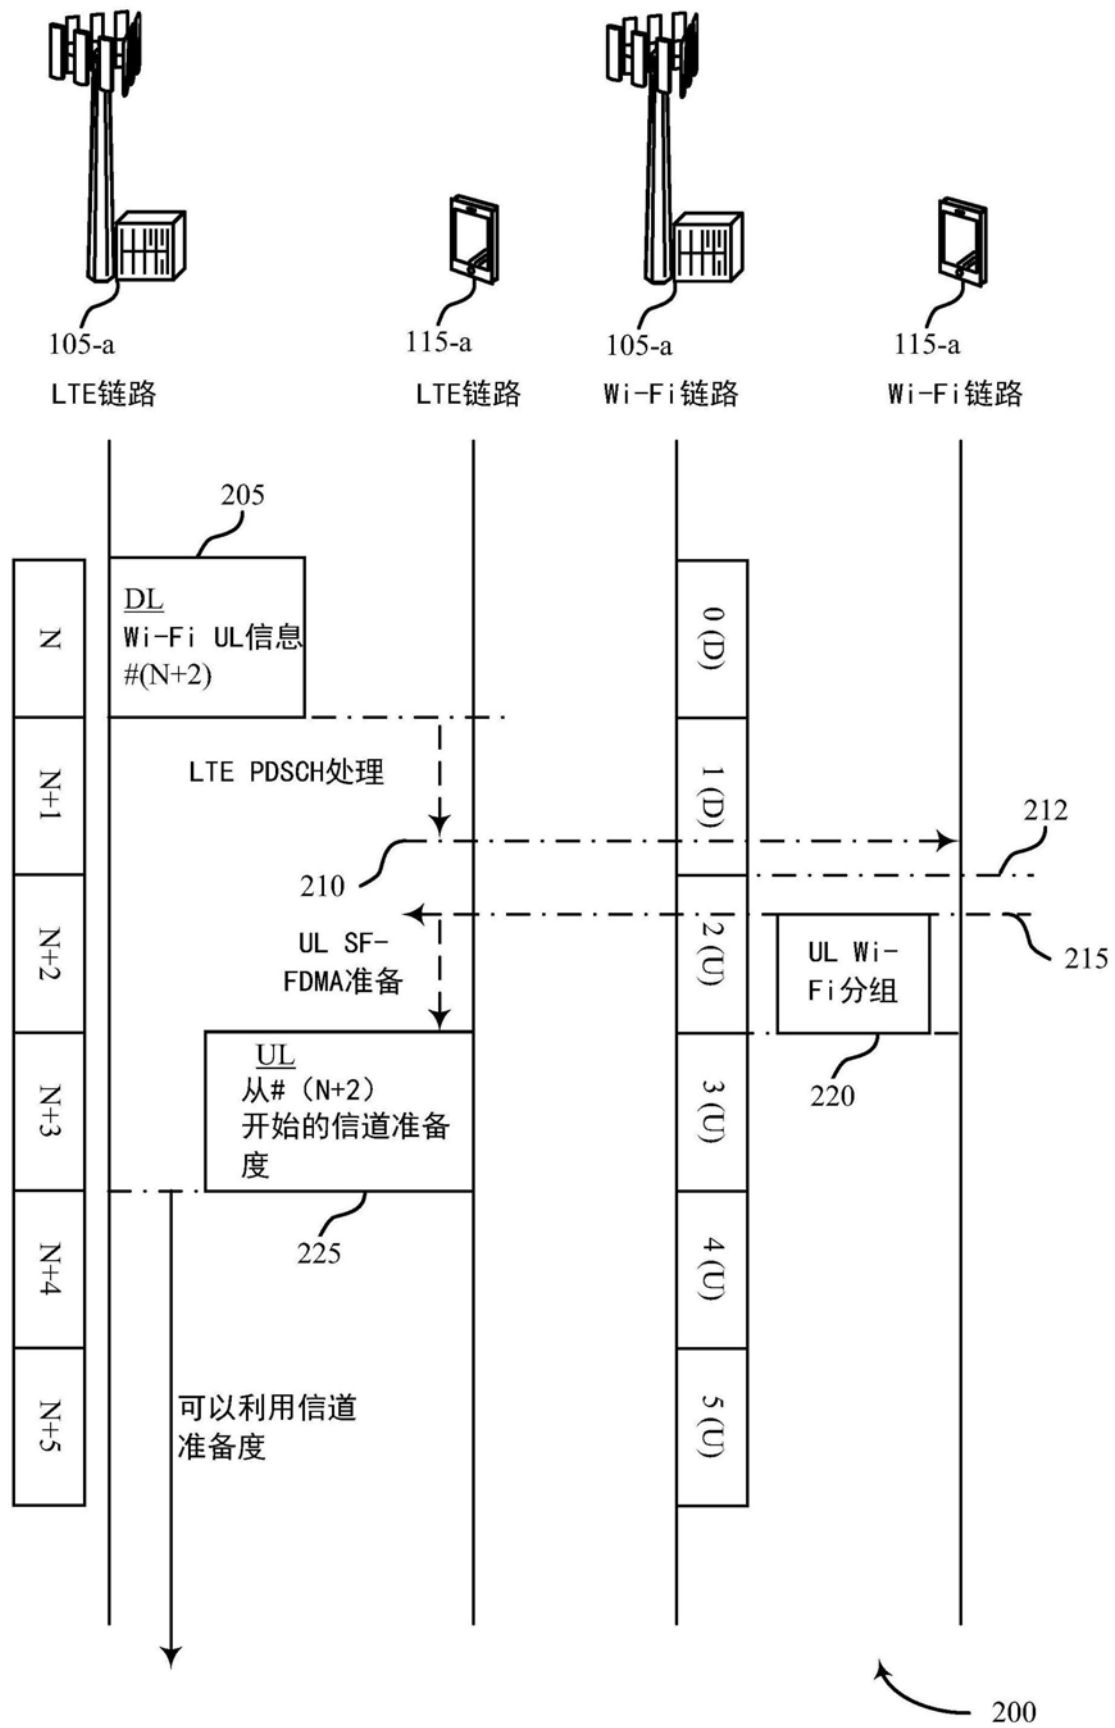 105-a
115-a
105-a
115-a
LTE链路
LTE链路
Wi-Fi链路
Wi-Fi链路
205
DL
Wi-Fi UL信息
#(N+2)
N
0(D)
LTE PDSCH处理
N+1
1(D)
212
210
UL SF-
FDMA准备
N+2
2(U)
UL Wi-
Fi分组
215
UL
从#（N+2）
开始的信道准备
度
N+3
3(U)
220
225
N+4
4(U)
可以利用信道
准备度
N+5
5(U)
200